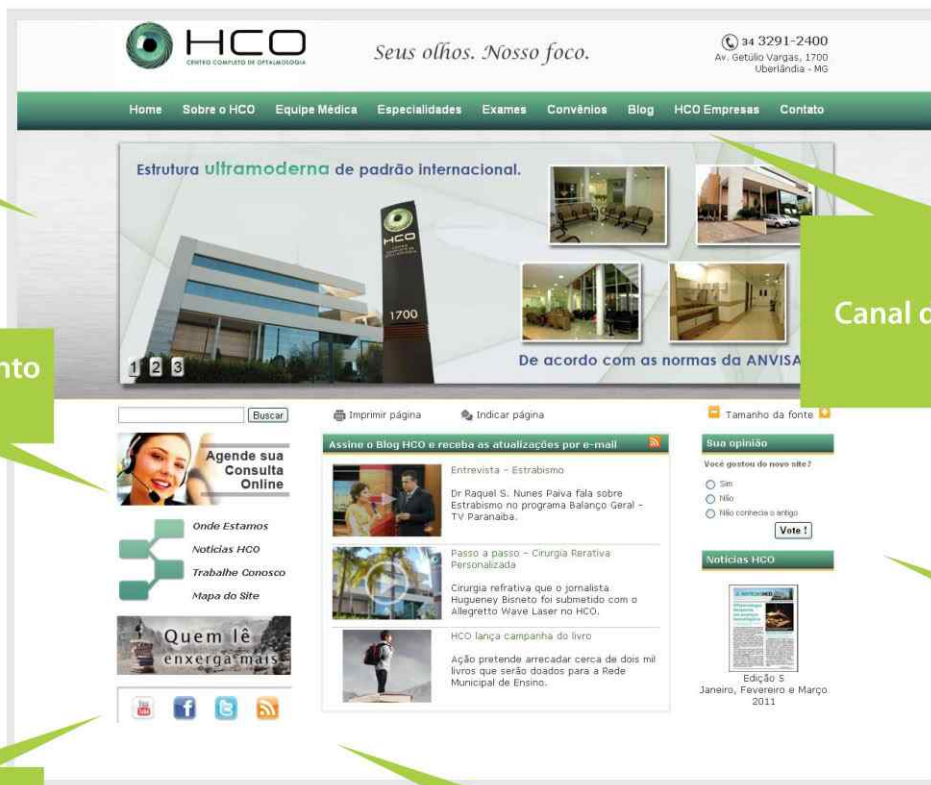 HCO
CENTRO COMPLETO DE OFTALMOLOGIA
Seus olhos. Nosso foco.
34 3291-2400
Av. Getúlio Vargas, 1700
Uberlândia - MG
Home Sobre o HCO Equipe Médica Especialidades Exames Convênios Blog HCO Empresas Contato
Estrutura ultramoderna de padrão internacional.
HCO
1700
De acordo com as normas da ANVISA
1 2 3
Canal d
nto
Buscar
Imprimir página
Indicar página
Tamanho da fonte
Agende sua
Consulta
Online
Onde Estamos
Notícias HCO
Trabalhe Conosco
Mapa do Site
Quem lê
enxerga mais
You
Tube
Assine o Blog HCO e receba as atualizações por e-mail
Entrevista - Estrabismo
Dr Raquel S. Nunes Paiva fala sobre
Estrabismo no programa Balanço Geral -
TV Paranaíba.
Passo a passo - Cirurgia Rerativa
Personalizada
Cirurgia refrativa que o jornalista
Hugueney Bisneto foi submetido com o
Allegretto Wave Laser no HCO.
HCO lança campanha do livro
Ação pretende arrecadar cerca de dois mil
livros que serão doados para a Rede
Municipal de Ensino.
Sua opinião
Você gostou do novo site?
Sim
Não
Não conhecia o antigo
Vote !
Notícias HCO
Edição 5
Janeiro, Fevereiro e Março
2011